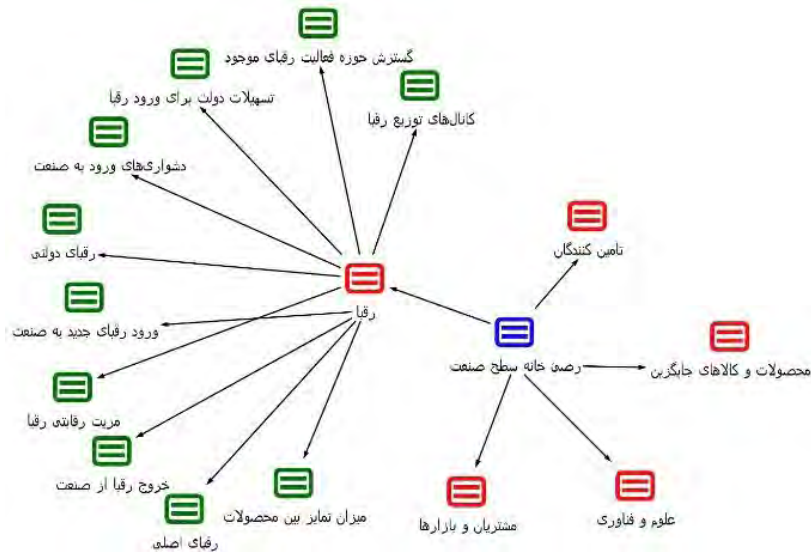 گسترش حوزه فعالیت رقبای موجود
تسهیلات دولت برای ورود رقبا
کانال‌های توزیع رقبا
دشواری‌های ورود به صنعت
رقبای دولتی
تامین کنندگان
رقبا
ورود رقبای جدید به صنعت
رصد خانه سطح صنعت
محصولات و کالاهای جایگزین
مزیت رقابتی رقبا
خروج رقبا از صنعت
میزان تمایز بین محصولات
مشتریان و بازارها
علوم و فناوری
رقبای اصلی